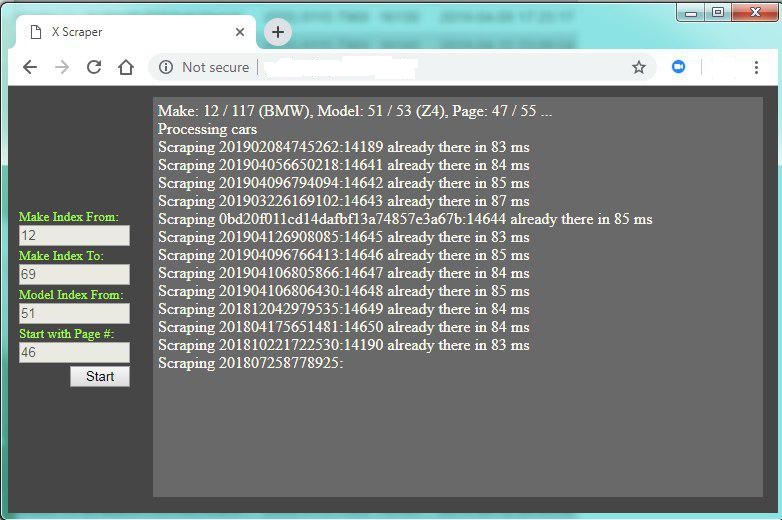 X Scraper
Not secure
Make: 12 / 117 (BMW), Model: 51 / 53 (Z4), Page: 47 / 55 ...
Processing cars
Scraping 201902084745262:14189 already there in 83 ms
Scraping 201904056650218:14641 already there in 84 ms
Scraping 201904096794094:14642 already there in 85 ms
Scraping 201903226169102:14643 already there in 87 ms
Scraping 0bd20f011cd14dafbf13a74857e3a67b:14644 already there in 85 ms
Scraping 201904126908085:14645 already there in 83 ms
Scraping 201904096766413:14646 already there in 85 ms
Scraping 201904106805866:14647 already there in 84 ms
Scraping 201904106806430:14648 already there in 85 ms
Scraping 201812042979535:14649 already there in 84 ms
Scraping 201804175651481:14650 already there in 84 ms
Scraping 201810221722530:14190 already there in 83 ms
Scraping 201807258778925:
Make Index From:
12
Make Index To:
69
Model Index From:
51
Start with Page #:
46
Start